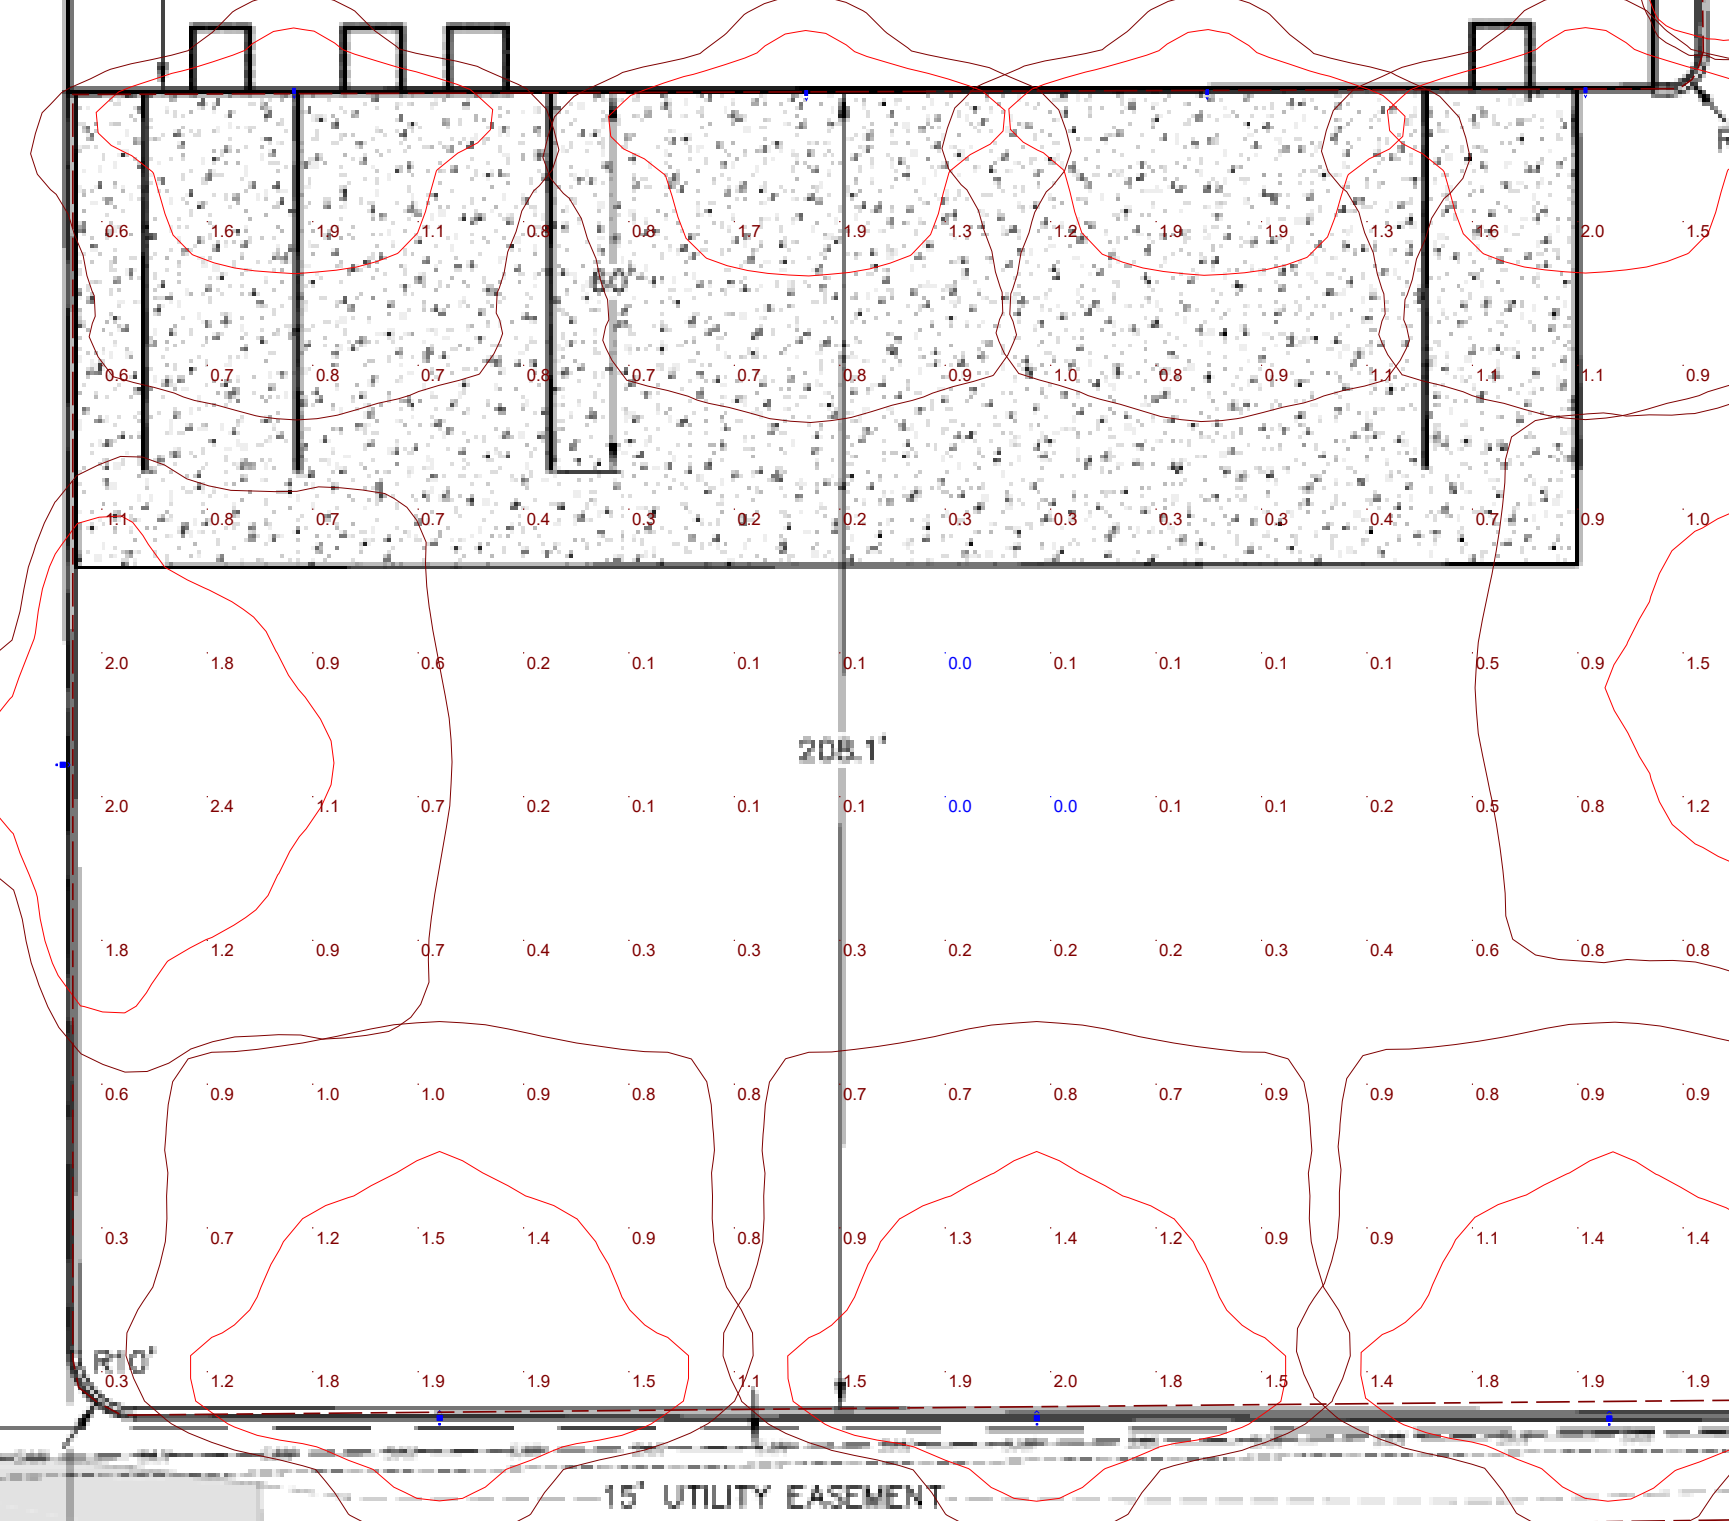 0.6 1.6 1.9 1.1 0.8 0.8 1.7 1.9 1.3 1.2 1.9 1.9 1.3 1.6 2.0 1.5
0.6 0.7 0.8 0.7 0.8 0.7 0.7 0.8 0.9 1.0 0.8 0.9 1.1 1.1 1.1 0.9
1.1 0.8 0.7 0.7 0.4 0.3 0.2 0.2 0.3 0.3 0.3 0.3 0.4 0.7 0.9 1.0
2.0 1.8 0.9 0.6 0.2 0.1 0.1 0.1 0.0 0.1 0.1 0.1 0.1 0.5 0.9 1.5
208.1'
2.0 2.4 1.1 0.7 0.2 0.1 0.1 0.1 0.0 0.0 0.1 0.1 0.2 0.5 0.8 1.2
1.8 1.2 0.9 0.7 0.4 0.3 0.3 0.3 0.2 0.2 0.2 0.3 0.4 0.6 0.8 0.8
0.6 0.9 1.0 1.0 0.9 0.8 0.8 0.7 0.7 0.8 0.7 0.9 0.9 0.8 0.9 0.9
0.3 0.7 1.2 1.5 1.4 0.9 0.8 0.9 1.3 1.4 1.2 0.9 0.9 1.1 1.4 1.4
R10'
0.3 1.2 1.8 1.9 1.9 1.5 1.1 1.5 1.9 2.0 1.8 1.5 1.4 1.8 1.9 1.9
15' UTILITY EASEMENT